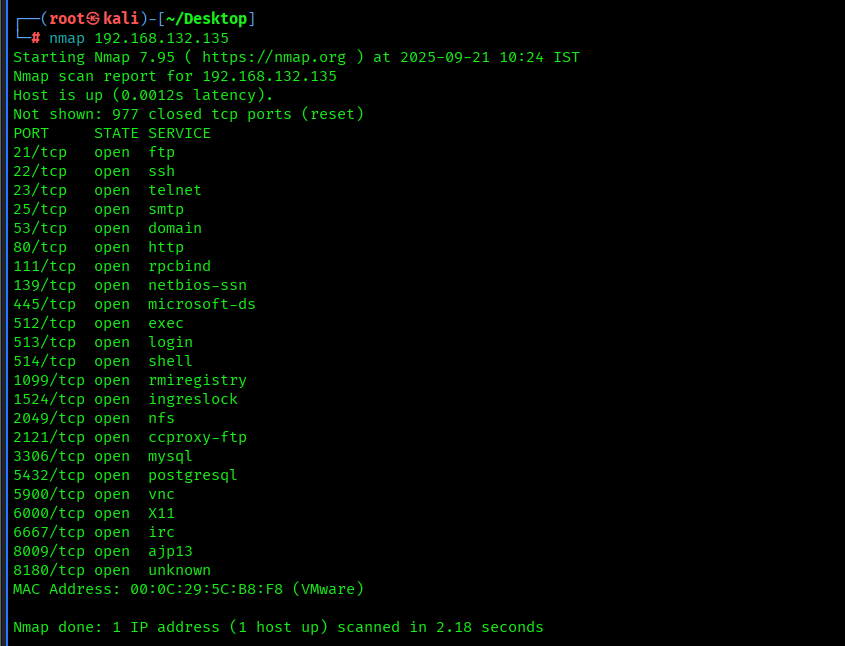 ┌──(root㉿kali)-[~/Desktop]
└─# nmap 192.168.132.135
Starting Nmap 7.95 ( https://nmap.org ) at 2025-09-21 10:24 IST
Nmap scan report for 192.168.132.135
Host is up (0.0012s latency).
Not shown: 977 closed tcp ports (reset)
PORT     STATE SERVICE
21/tcp   open  ftp
22/tcp   open  ssh
23/tcp   open  telnet
25/tcp   open  smtp
53/tcp   open  domain
80/tcp   open  http
111/tcp  open  rpcbind
139/tcp  open  netbios-ssn
445/tcp  open  microsoft-ds
512/tcp  open  exec
513/tcp  open  login
514/tcp  open  shell
1099/tcp open  rmiregistry
1524/tcp open  ingreslock
2049/tcp open  nfs
2121/tcp open  ccproxy-ftp
3306/tcp open  mysql
5432/tcp open  postgresql
5900/tcp open  vnc
6000/tcp open  X11
6667/tcp open  irc
8009/tcp open  ajp13
8180/tcp open  unknown
MAC Address: 00:0C:29:5C:B8:F8 (VMware)
Nmap done: 1 IP address (1 host up) scanned in 2.18 seconds